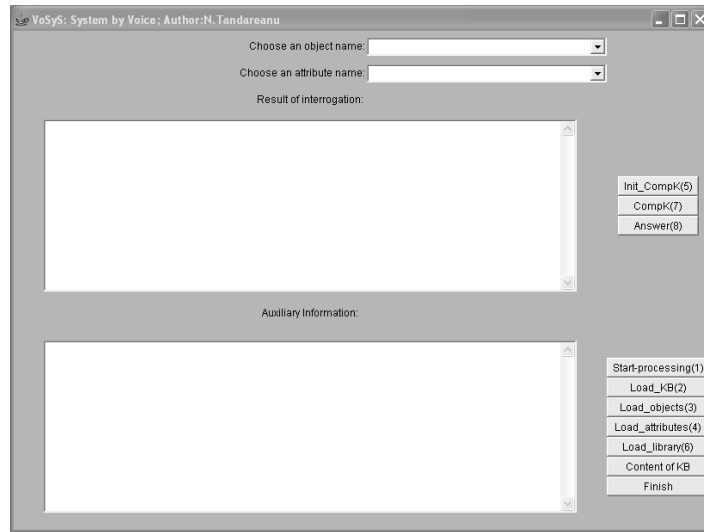 VoSyS: System by Voice; Author:N.Tandareanu
Choose an object name:
Choose an attribute name:
Result of interrogation:
Init_CompK(5)
CompK(7)
Answer(8)
Auxiliary Information:
Start-processing(1)
Load_KB(2)
Load_objects(3)
Load_attributes(4)
Load_library(6)
Content of KB
Finish